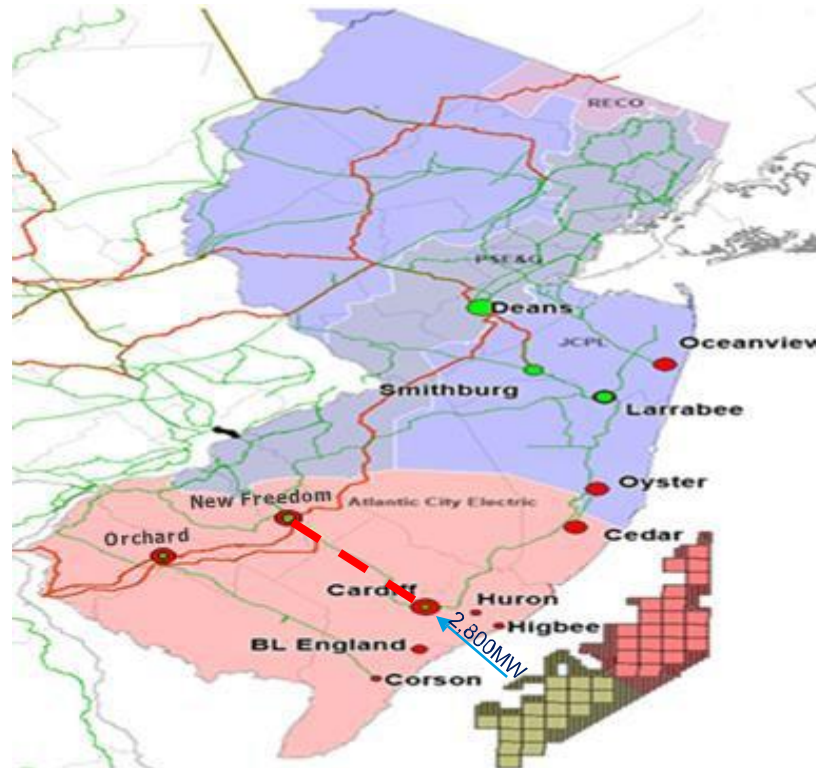 RECO
PSE&G
Deans
JCPL
Oceanview
Smithburg
Larrabee
Oyster
New Freedom
Atlantic City Electric
Orchard
Cedar
Cardiff
Huron
Higbee
2,800MW
BL England
Corson